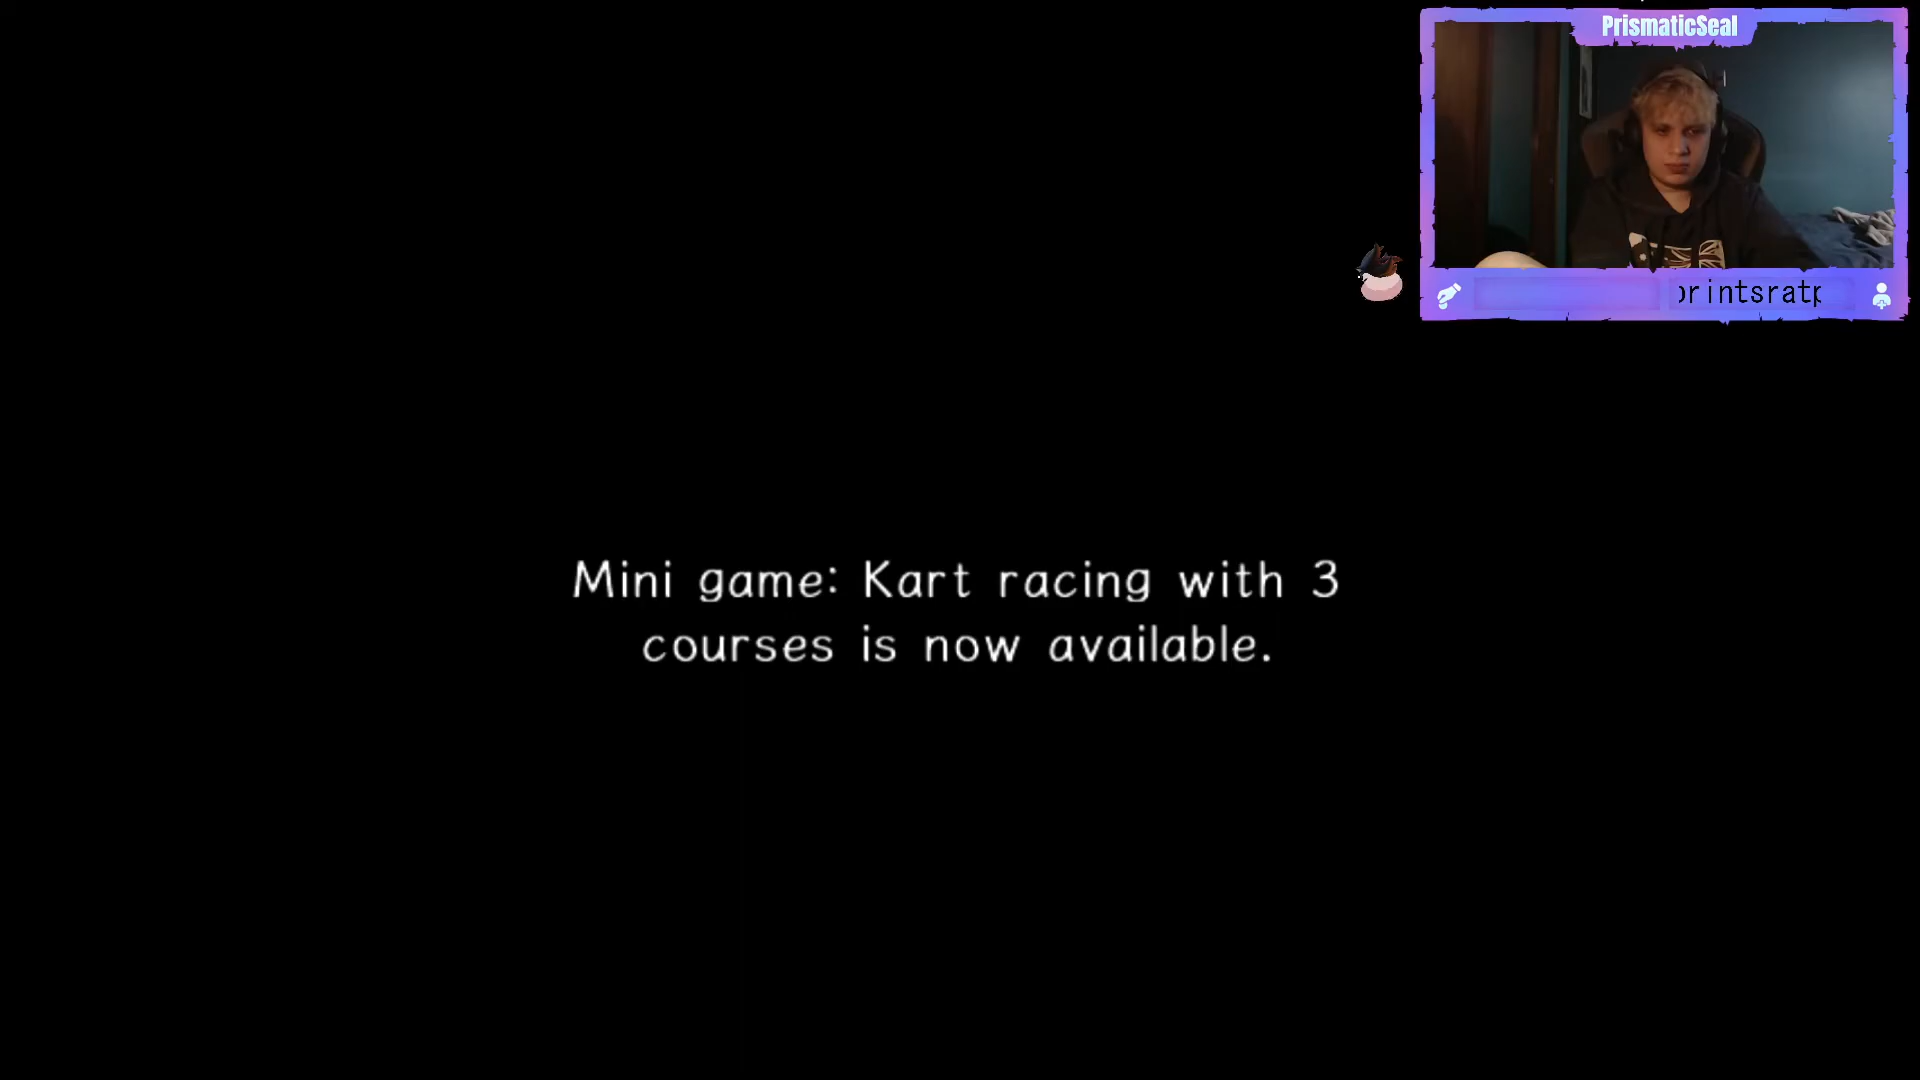 PrismaticSeal
Mini game: Kart racing with 3
courses is now available.